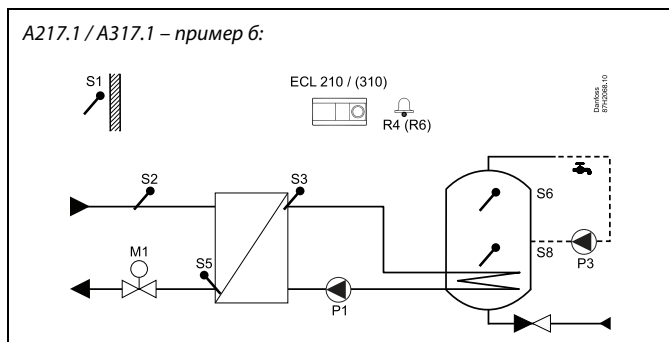 A217.1 / A317.1 – пример б:
S1
ECL 210 / (310)
R4 (R6)
Danfoss
87H2068.10
S2
S3
S6
M1
S5
S8
P1
P3